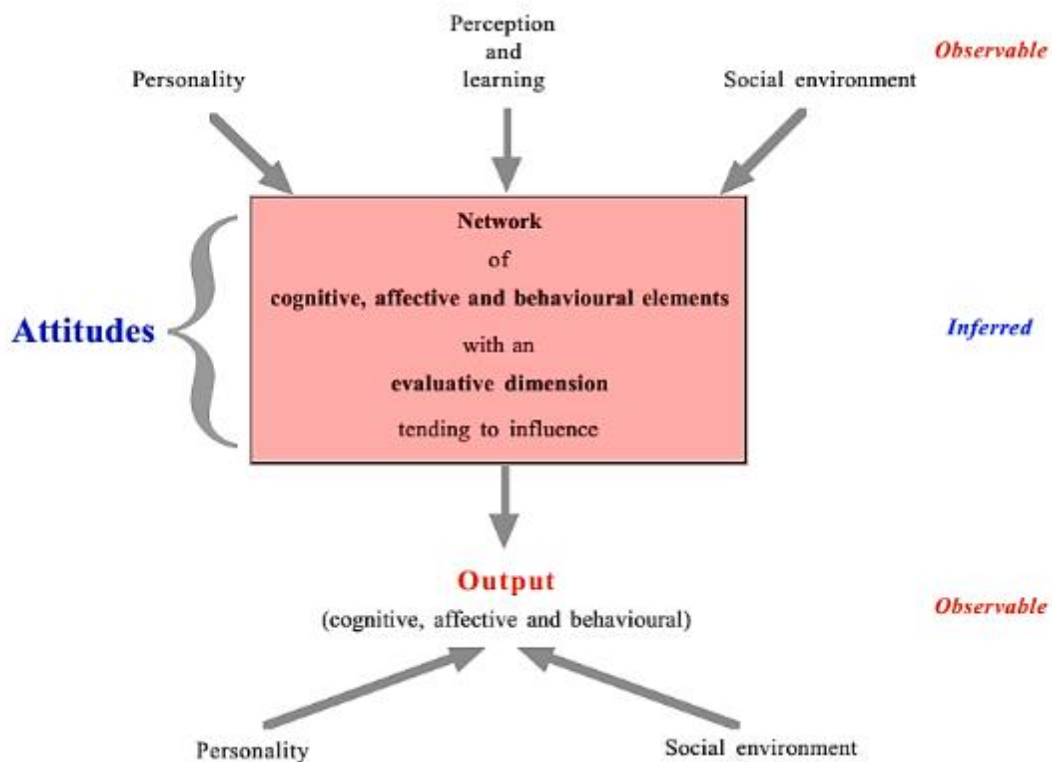 Perception
and
learning
Observable
Personality
Social environment
Network
of
cognitive, affective and behavioural elements
with an
evaluative dimension
tending to influence
Attitudes
Inferred
Output
(cognitive, affective and behavioural)
Observable
Personality
Social environment